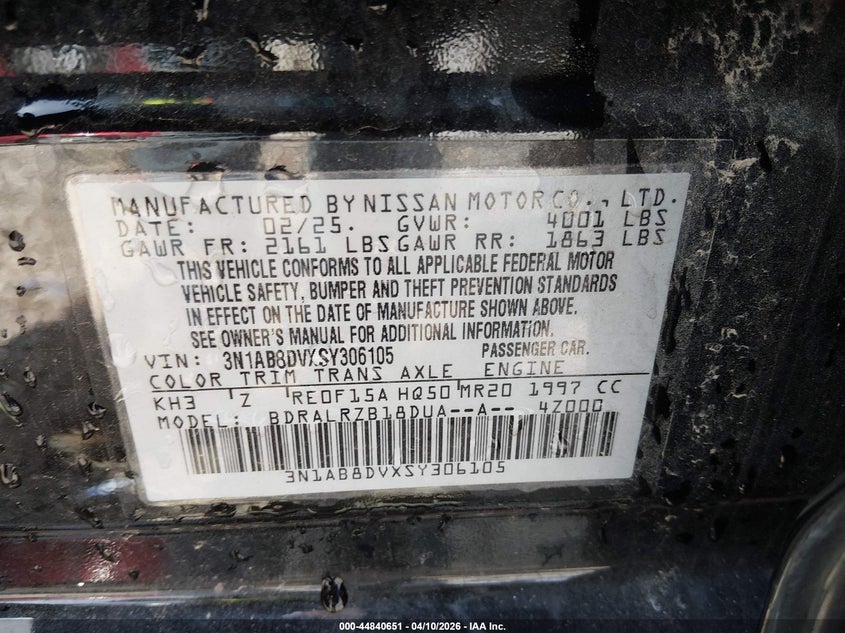 MANUFACTURED BY NISSAN MOTOR CO., LTD.
DATE: 02/25. GVWR: 4001 LBS
GAWR FR: 2161 LBS GAWR RR: 1863 LBS
THIS VEHICLE CONFORMS TO ALL APPLICABLE FEDERAL MOTOR
VEHICLE SAFETY, BUMPER AND THEFT PREVENTION STANDARDS
IN EFFECT ON THE DATE OF MANUFACTURE SHOWN ABOVE.
SEE OWNER'S MANUAL FOR ADDITIONAL INFORMATION.
VIN: 3N1AB8DVXSY306105 PASSENGER CAR.
COLOR TRIM TRANS AXLE ENGINE
KH3 Z RE0F15A HQ50 MR20 1997 CC
MODEL: BDRALRZB18DUA--A-- 4Z000
3N1AB8DVXSY306105
000-44840651 | 04/10/2026 - IAA Inc.